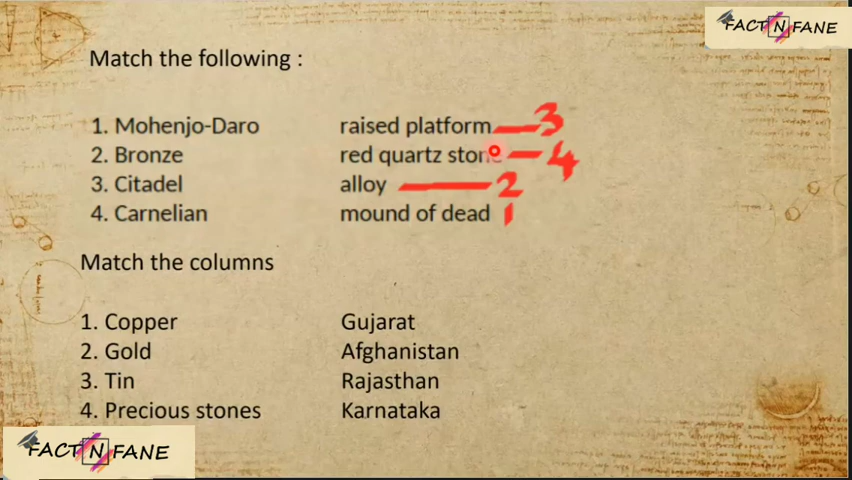 FACT N FANE
Match the following :
1. Mohenjo-Daro raised platform 3
2. Bronze red quartz stone 4
3. Citadel alloy 2
4. Carnelian mound of dead 1
Match the columns
1. Copper Gujarat
2. Gold Afghanistan
3. Tin Rajasthan
4. Precious stones Karnataka
FACT N FANE